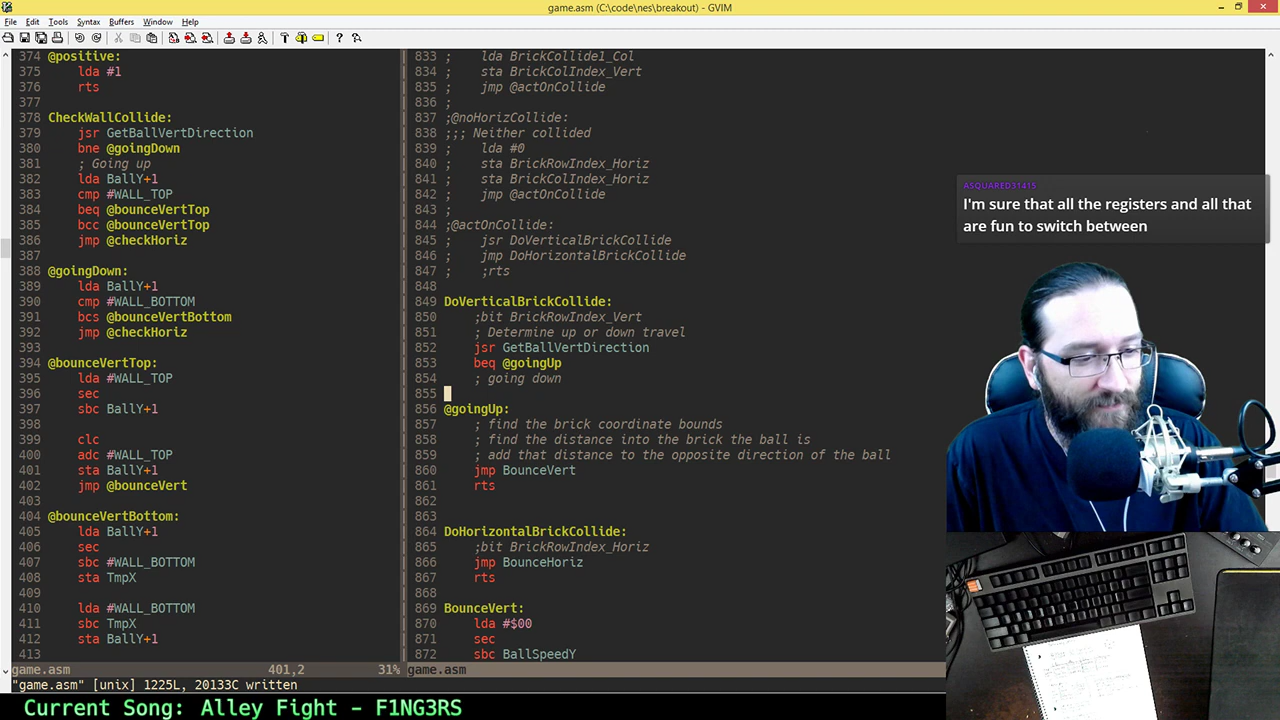 game.asm (C:\code\nes\breakout) - GVIM
File Edit Tools Syntax Buffers Window Help
374 @positive:
375 lda #1
376 rts
377
378 CheckWallCollide:
379 jsr GetBallVertDirection
380 bne @goingDown
381 ; Going up
382 lda BallY+1
383 cmp #WALL_TOP
384 beq @bounceVertTop
385 bcc @bounceVertTop
386 jmp @checkHoriz
387
388 @goingDown:
389 lda BallY+1
390 cmp #WALL_BOTTOM
391 bcs @bounceVertBottom
392 jmp @checkHoriz
393
394 @bounceVertTop:
395 lda #WALL_TOP
396 sec
397 sbc BallY+1
398
399 clc
400 adc #WALL_TOP
401 sta BallY+1
402 jmp @bounceVert
403
404 @bounceVertBottom:
405 lda BallY+1
406 sec
407 sbc #WALL_BOTTOM
408 sta TmpX
409
410 lda #WALL_BOTTOM
411 sbc TmpX
412 sta BallY+1
413
game.asm 401,2 31%
833 ; lda BrickCollide1_Col
834 ; sta BrickColIndex_Vert
835 ; jmp @actOnCollide
836 ;
837 ;@noHorizCollide:
838 ;;; Neither collided
839 ; lda #0
840 ; sta BrickRowIndex_Horiz
841 ; sta BrickColIndex_Horiz
842 ; jmp @actOnCollide
843 ;
844 ;@actOnCollide:
845 ; jsr DoVerticalBrickCollide
846 ; jmp DoHorizontalBrickCollide
847 ; ;rts
848
849 DoVerticalBrickCollide:
850 ;bit BrickRowIndex_Vert
851 ; Determine up or down travel
852 jsr GetBallVertDirection
853 beq @goingUp
854 ; going down
855
856 @goingUp:
857 ; find the brick coordinate bounds
858 ; find the distance into the brick the ball is
859 ; add that distance to the opposite direction of the ball
860 jmp BounceVert
861 rts
862
863
864 DoHorizontalBrickCollide:
865 ;bit BrickRowIndex_Horiz
866 jmp BounceHoriz
867 rts
868
869 BounceVert:
870 lda #$00
871 sec
872 sbc BallSpeedY
game.asm
"game.asm" [unix] 1225L, 20133C written
ASQUARED31415
I'm sure that all the registers and all that
are fun to switch between
Current Song: Alley Fight - F1NG3RS